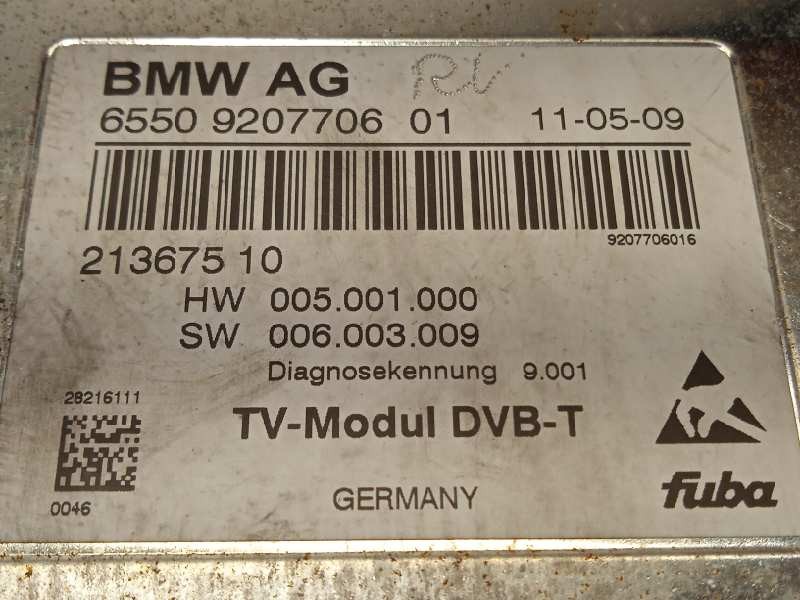 BMW AG
6550 9207706 01 11-05-09
9207706016
213675 10
HW 005.001.000
SW 006.003.009
Diagnosekennung 9.001
28216111
TV-Modul DVB-T
0046
GERMANY
fuba